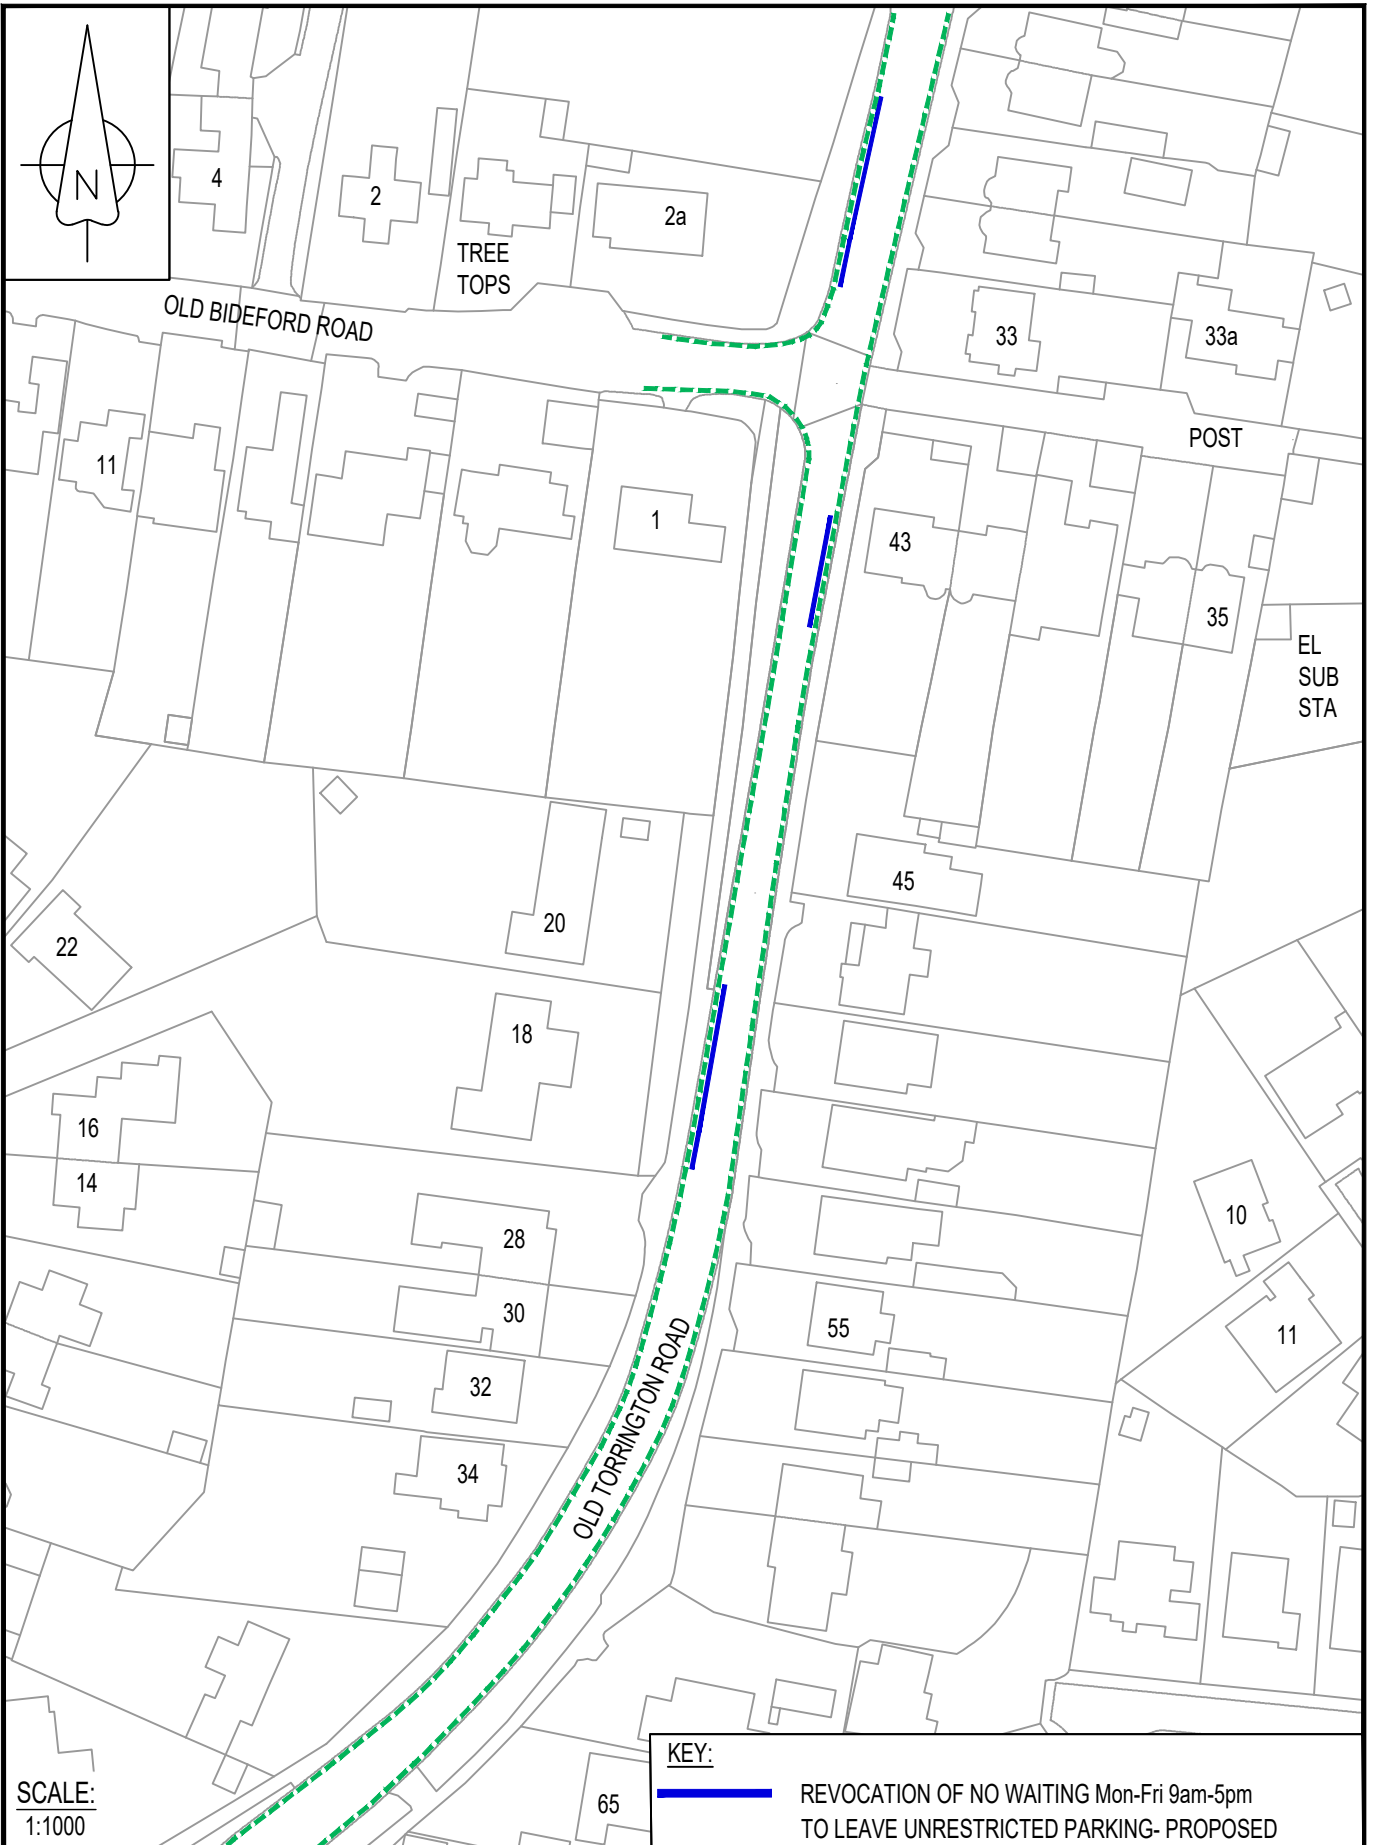 N
4
2
2a
TREE
TOPS
OLD BIDEFORD ROAD
33
33a
POST
11
1
43
35
EL
SUB
STA
45
20
22
18
16
14
10
28
30
55
11
32
34
OLD TORRINGTON ROAD
65
SCALE:
1:1000
KEY:
REVOCATION OF NO WAITING Mon-Fri 9am-5pm
TO LEAVE UNRESTRICTED PARKING- PROPOSED